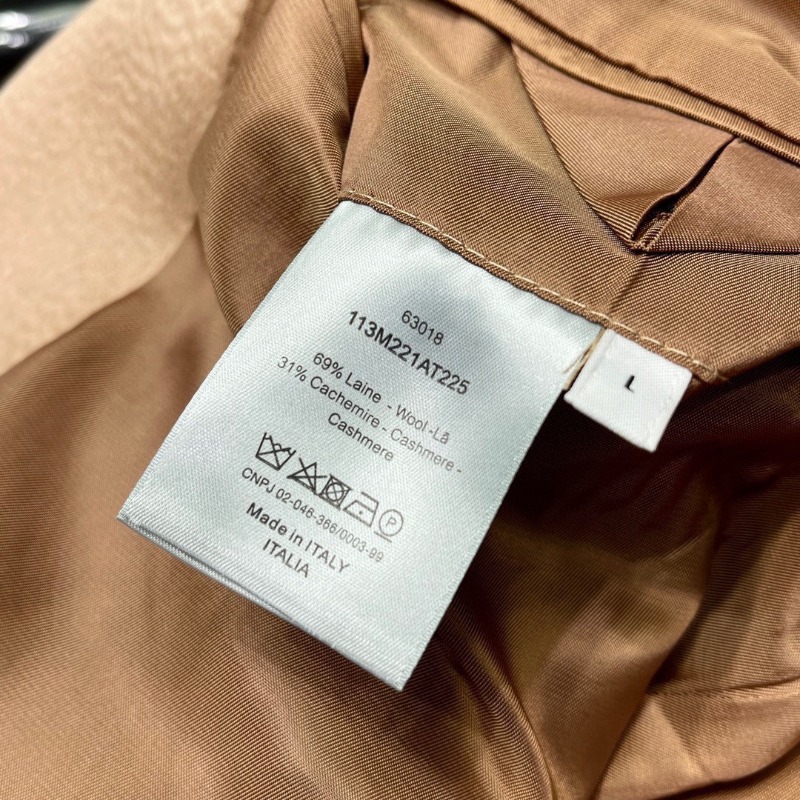 63018
113M221AT225
69% Laine - Wool -Lã
31% Cachemire - Cashmere -
Cashmere
P
CNPJ 02-046-366/0003-99
Made in ITALY
ITALIA
L